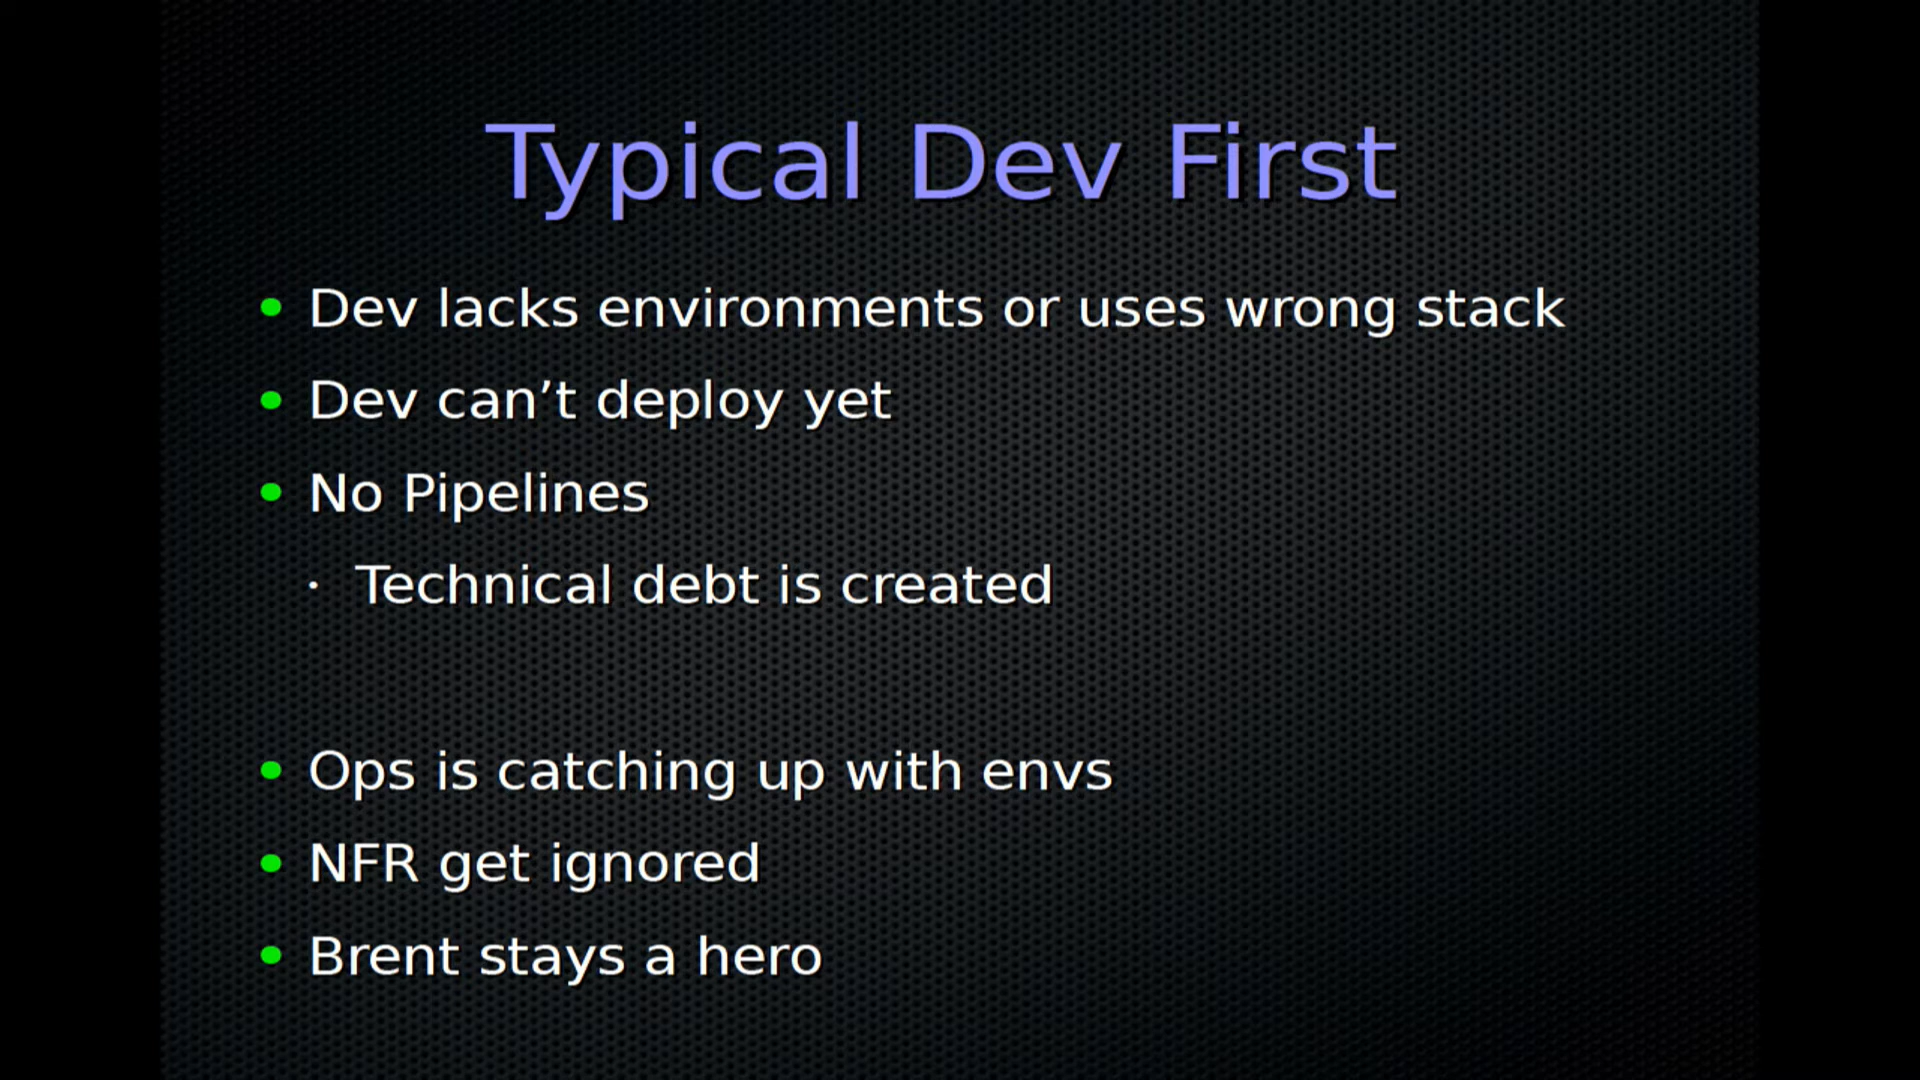 Typical Dev First
• Dev lacks environments or uses wrong stack
• Dev can’t deploy yet
• No Pipelines
· Technical debt is created
• Ops is catching up with envs
• NFR get ignored
• Brent stays a hero